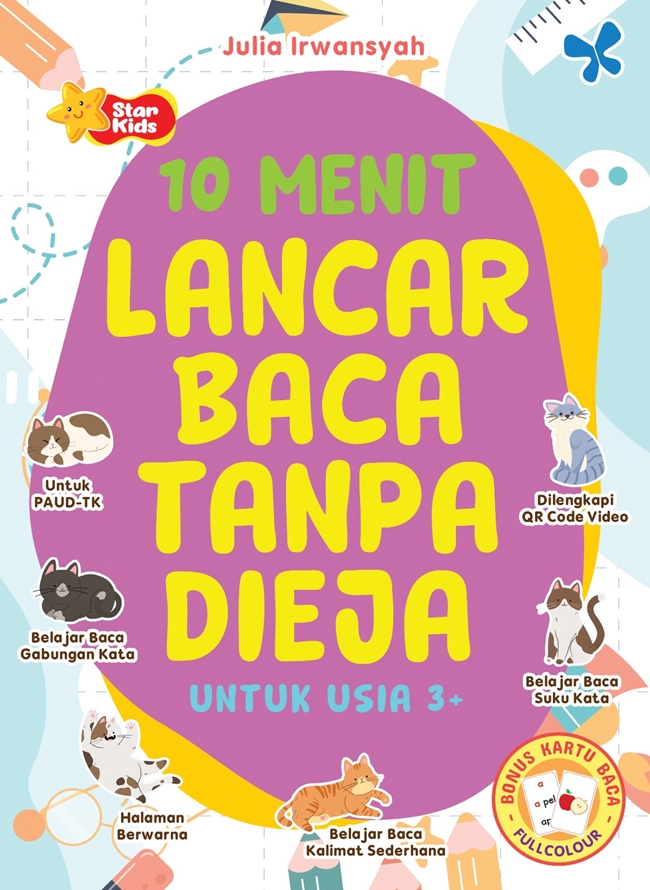 Julia Irwansyah
Star
Kids
10 MENIT
LANCAR
BACA
TANPA
DIEJA
UNTUK USIA 3+
Untuk
PAUD-TK
Dilengkapi
QR Code Video
Belajar Baca
Gabungan Kata
Belajar Baca
Suku Kata
Halaman
Berwarna
Belajar Baca
Kalimat Sederhana
BONUS KARTU BACA
FULLCOLOUR
a
a pel